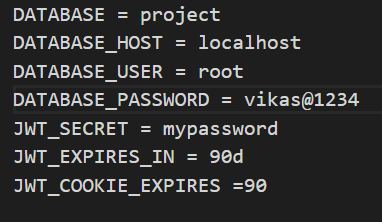 DATABASE = project
DATABASE_HOST = localhost
DATABASE_USER = root
DATABASE_PASSWORD = vikas@1234
JWT_SECRET = mypassword
JWT_EXPIRES_IN = 90d
JWT_COOKIE_EXPIRES =90